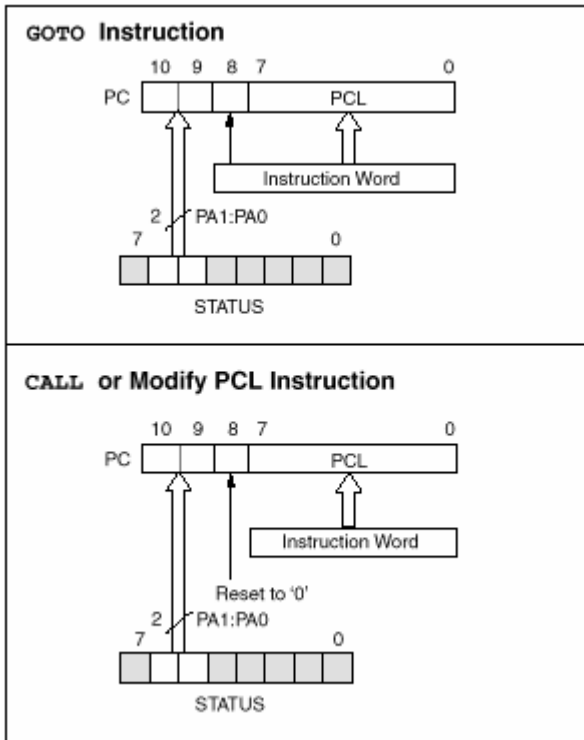 GOTO Instruction
10 9 8 7 0
PC PCL
Instruction Word
2 PA1:PA0
7 0
STATUS
CALL or Modify PCL Instruction
10 9 8 7 0
PC PCL
Instruction Word
Reset to '0'
2 PA1:PA0
7 0
STATUS